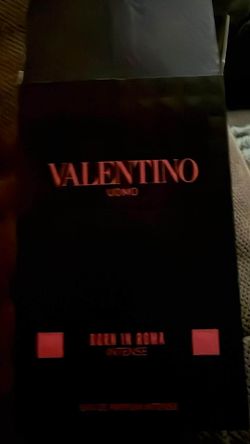 VALENTINO
UOMO
BORN IN ROMA
INTENSE
EAU DE PARFUM INTENSE